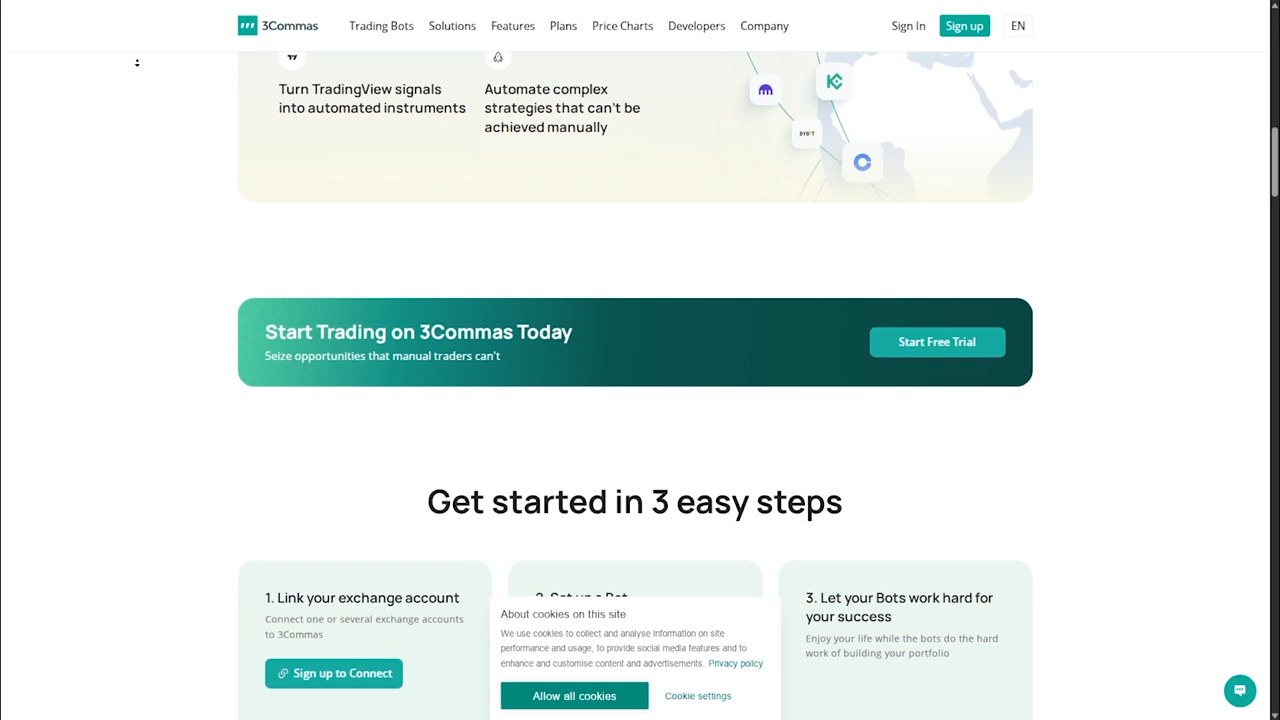 3Commas
Trading Bots
Solutions
Features
Plans
Price Charts
Developers
Company
Sign In
Sign up
EN
Turn TradingView signals
into automated instruments
Automate complex
strategies that can't be
achieved manually
BYBIT
Start Trading on 3Commas Today
Seize opportunities that manual traders can't
Start Free Trial
Get started in 3 easy steps
1. Link your exchange account
Connect one or several exchange accounts
to 3Commas
Sign up to Connect
2. Set up a Bot
3. Let your Bots work hard for
your success
Enjoy your life while the bots do the hard
work of building your portfolio
About cookies on this site
We use cookies to collect and analyse information on site
performance and usage, to provide social media features and to
enhance and customise content and advertisements. Privacy policy
Allow all cookies
Cookie settings